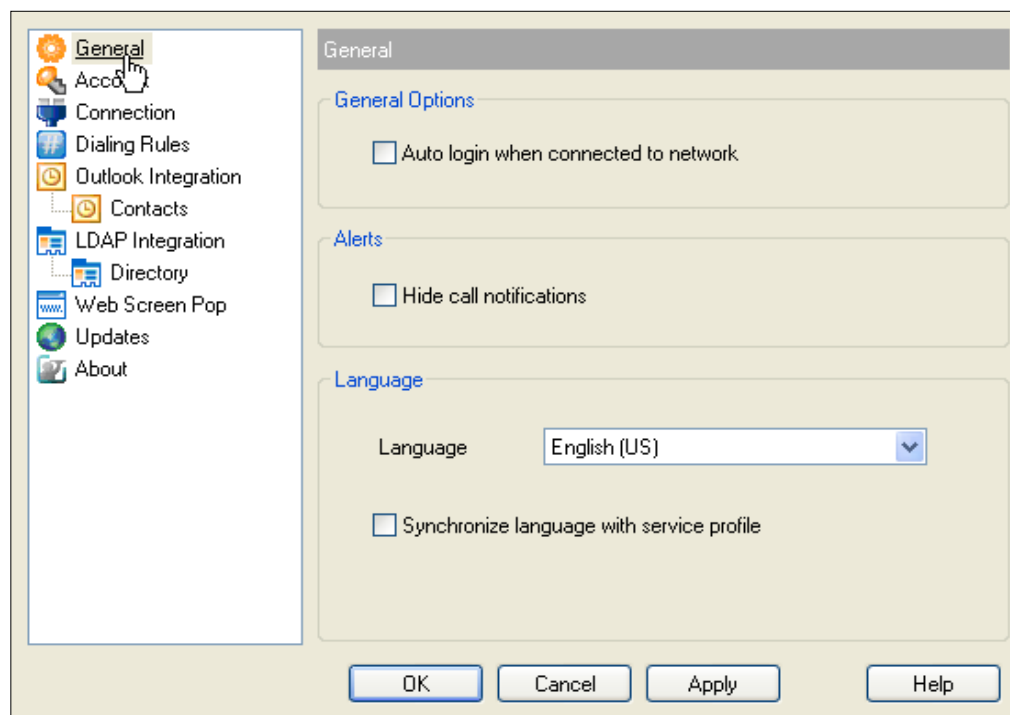 General
Connection
Dialing Rules
Outlook Integration
Contacts
LDAP Integration
Directory
Web Screen Pop
Updates
About
General
General Options
Auto login when connected to network
Alerts
Hide call notifications
Language
Language English (US)
Synchronize language with service profile
OK Cancel Apply Help